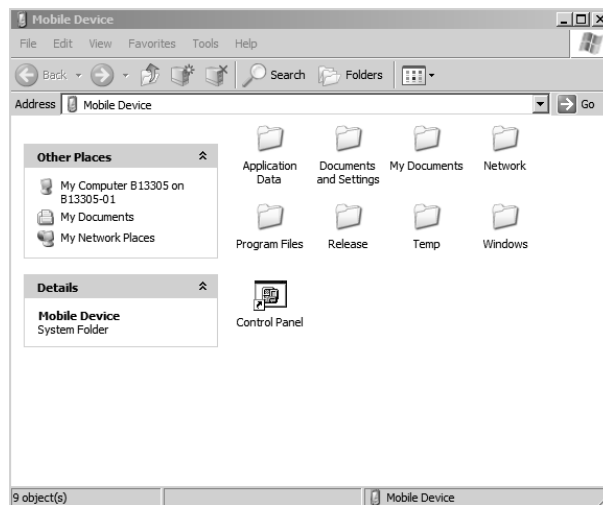 Mobile Device
File Edit View Favorites Tools Help
Back Search Folders
Address Mobile Device Go
Other Places
My Computer B13305 on
B13305-01
My Documents
My Network Places
Details
Mobile Device
System Folder
Application
Data
Documents
and Settings
My Documents
Network
Program Files
Release
Temp
Windows
Control Panel
9 object(s) Mobile Device